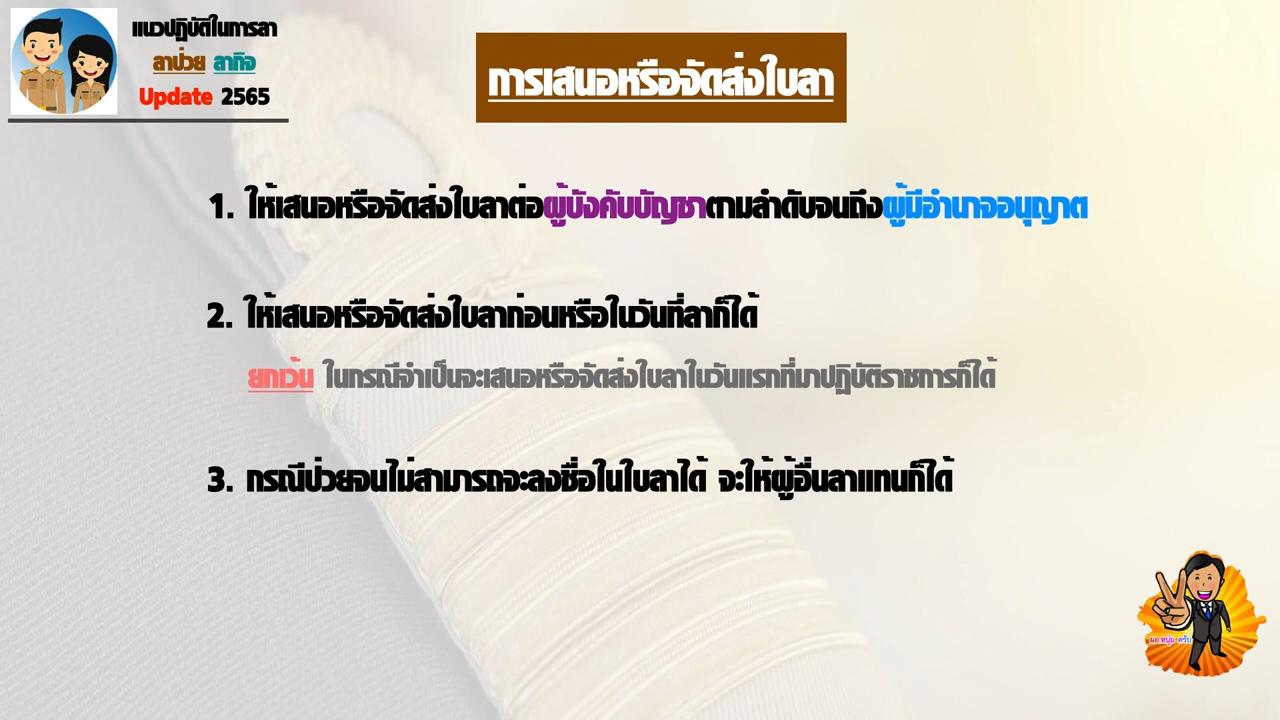 แนวปฏิบัติในการลา
ลาป่วย ลากิจ
Update 2565
การเสนอหรือจัดส่งใบลา
1. ให้เสนอหรือจัดส่งใบลาต่อผู้บังคับบัญชาตามลำดับจนถึงผู้มีอำนาจอนุญาต
2. ให้เสนอหรือจัดส่งใบลาก่อนหรือในวันที่ลาก็ได้
ยกเว้น ในกรณีจำเป็นจะเสนอหรือจัดส่งใบลาในวันแรกที่มาปฏิบัติราชการก็ได้
3. กรณีป่วยจนไม่สามารถจะลงชื่อในใบลาได้ จะให้ผู้อื่นลาแทนก็ได้
ผอ.หนุ่ม ครับ